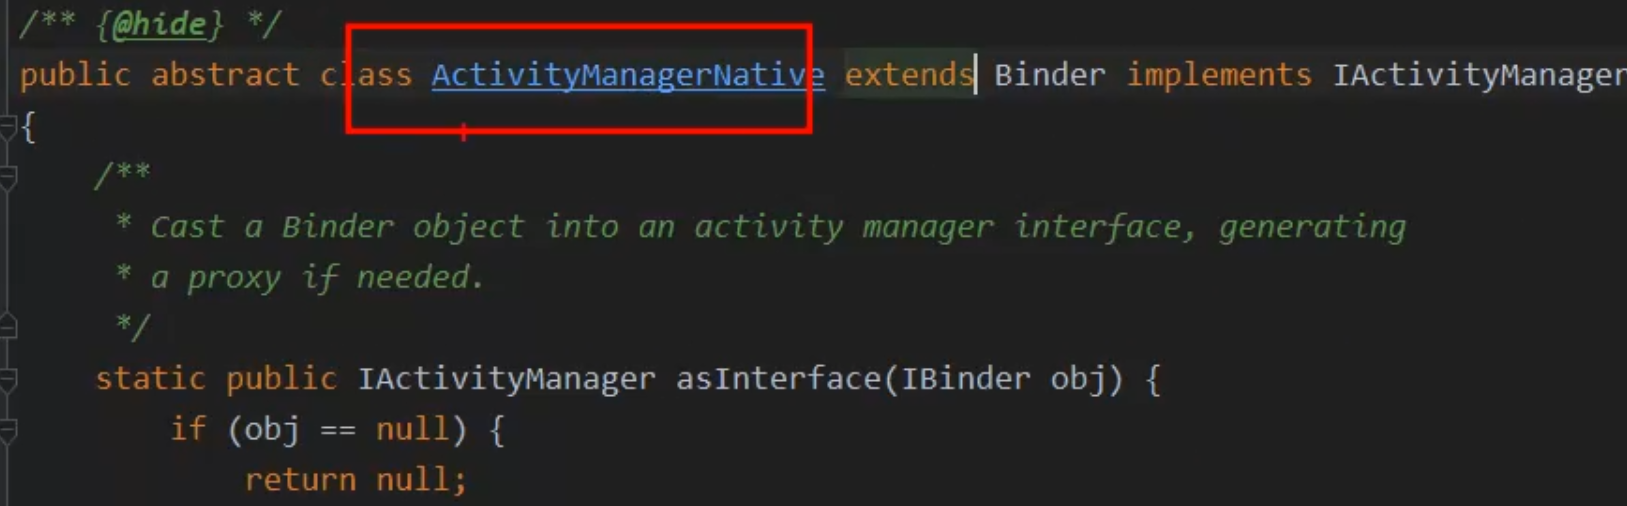 /** {@hide} */
public abstract class ActivityManagerNative extends Binder implements IActivityManager
{
/**
* Cast a Binder object into an activity manager interface, generating
* a proxy if needed.
*/
static public IActivityManager asInterface(IBinder obj) {
if (obj == null) {
return null;